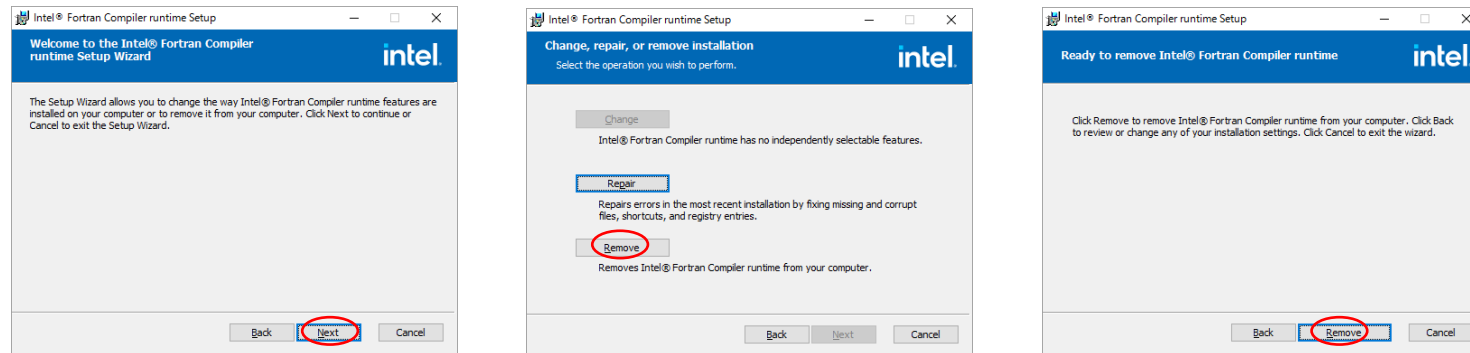 Intel® Fortran Compiler runtime Setup
Welcome to the Intel® Fortran Compiler
runtime Setup Wizard
intel.
The Setup Wizard allows you to change the way Intel® Fortran Compiler runtime features are
installed on your computer or to remove it from your computer. Click Next to continue or
Cancel to exit the Setup Wizard.
Back Next Cancel
Intel® Fortran Compiler runtime Setup
Change, repair, or remove installation
Select the operation you wish to perform.
intel.
Change
Intel® Fortran Compiler runtime has no independently selectable features.
Repair
Repairs errors in the most recent installation by fixing missing and corrupt
files, shortcuts, and registry entries.
Remove
Removes Intel® Fortran Compiler runtime from your computer.
Back Next Cancel
Intel® Fortran Compiler runtime Setup
Ready to remove Intel® Fortran Compiler runtime
intel.
Click Remove to remove Intel® Fortran Compiler runtime from your computer. Click Back
to review or change any of your installation settings. Click Cancel to exit the wizard.
Back Remove Cancel